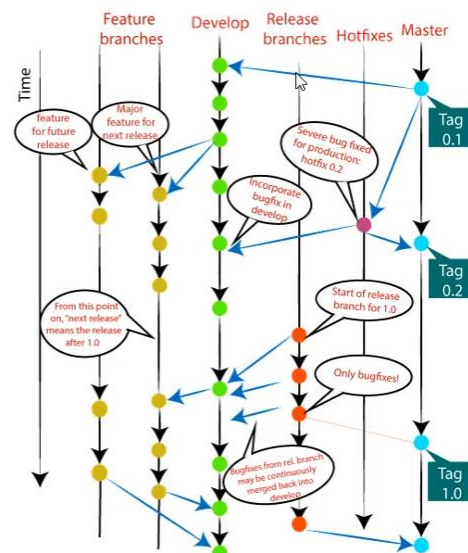 Feature
branches
Develop
Release
branches
Hotfixes
Master
Time
feature
for future
release
Major
feature for
next release
Severe bug fixed
for production:
hotfix 0.2
Tag
0.1
Incorporate
bugfix in
develop
Tag
0.2
From this point
on, "next release"
means the release
after 1.0
Start of release
branch for 1.0
Only bugfixes!
Bugfixes from rel. branch
may be continuously
merged back into
develop
Tag
1.0